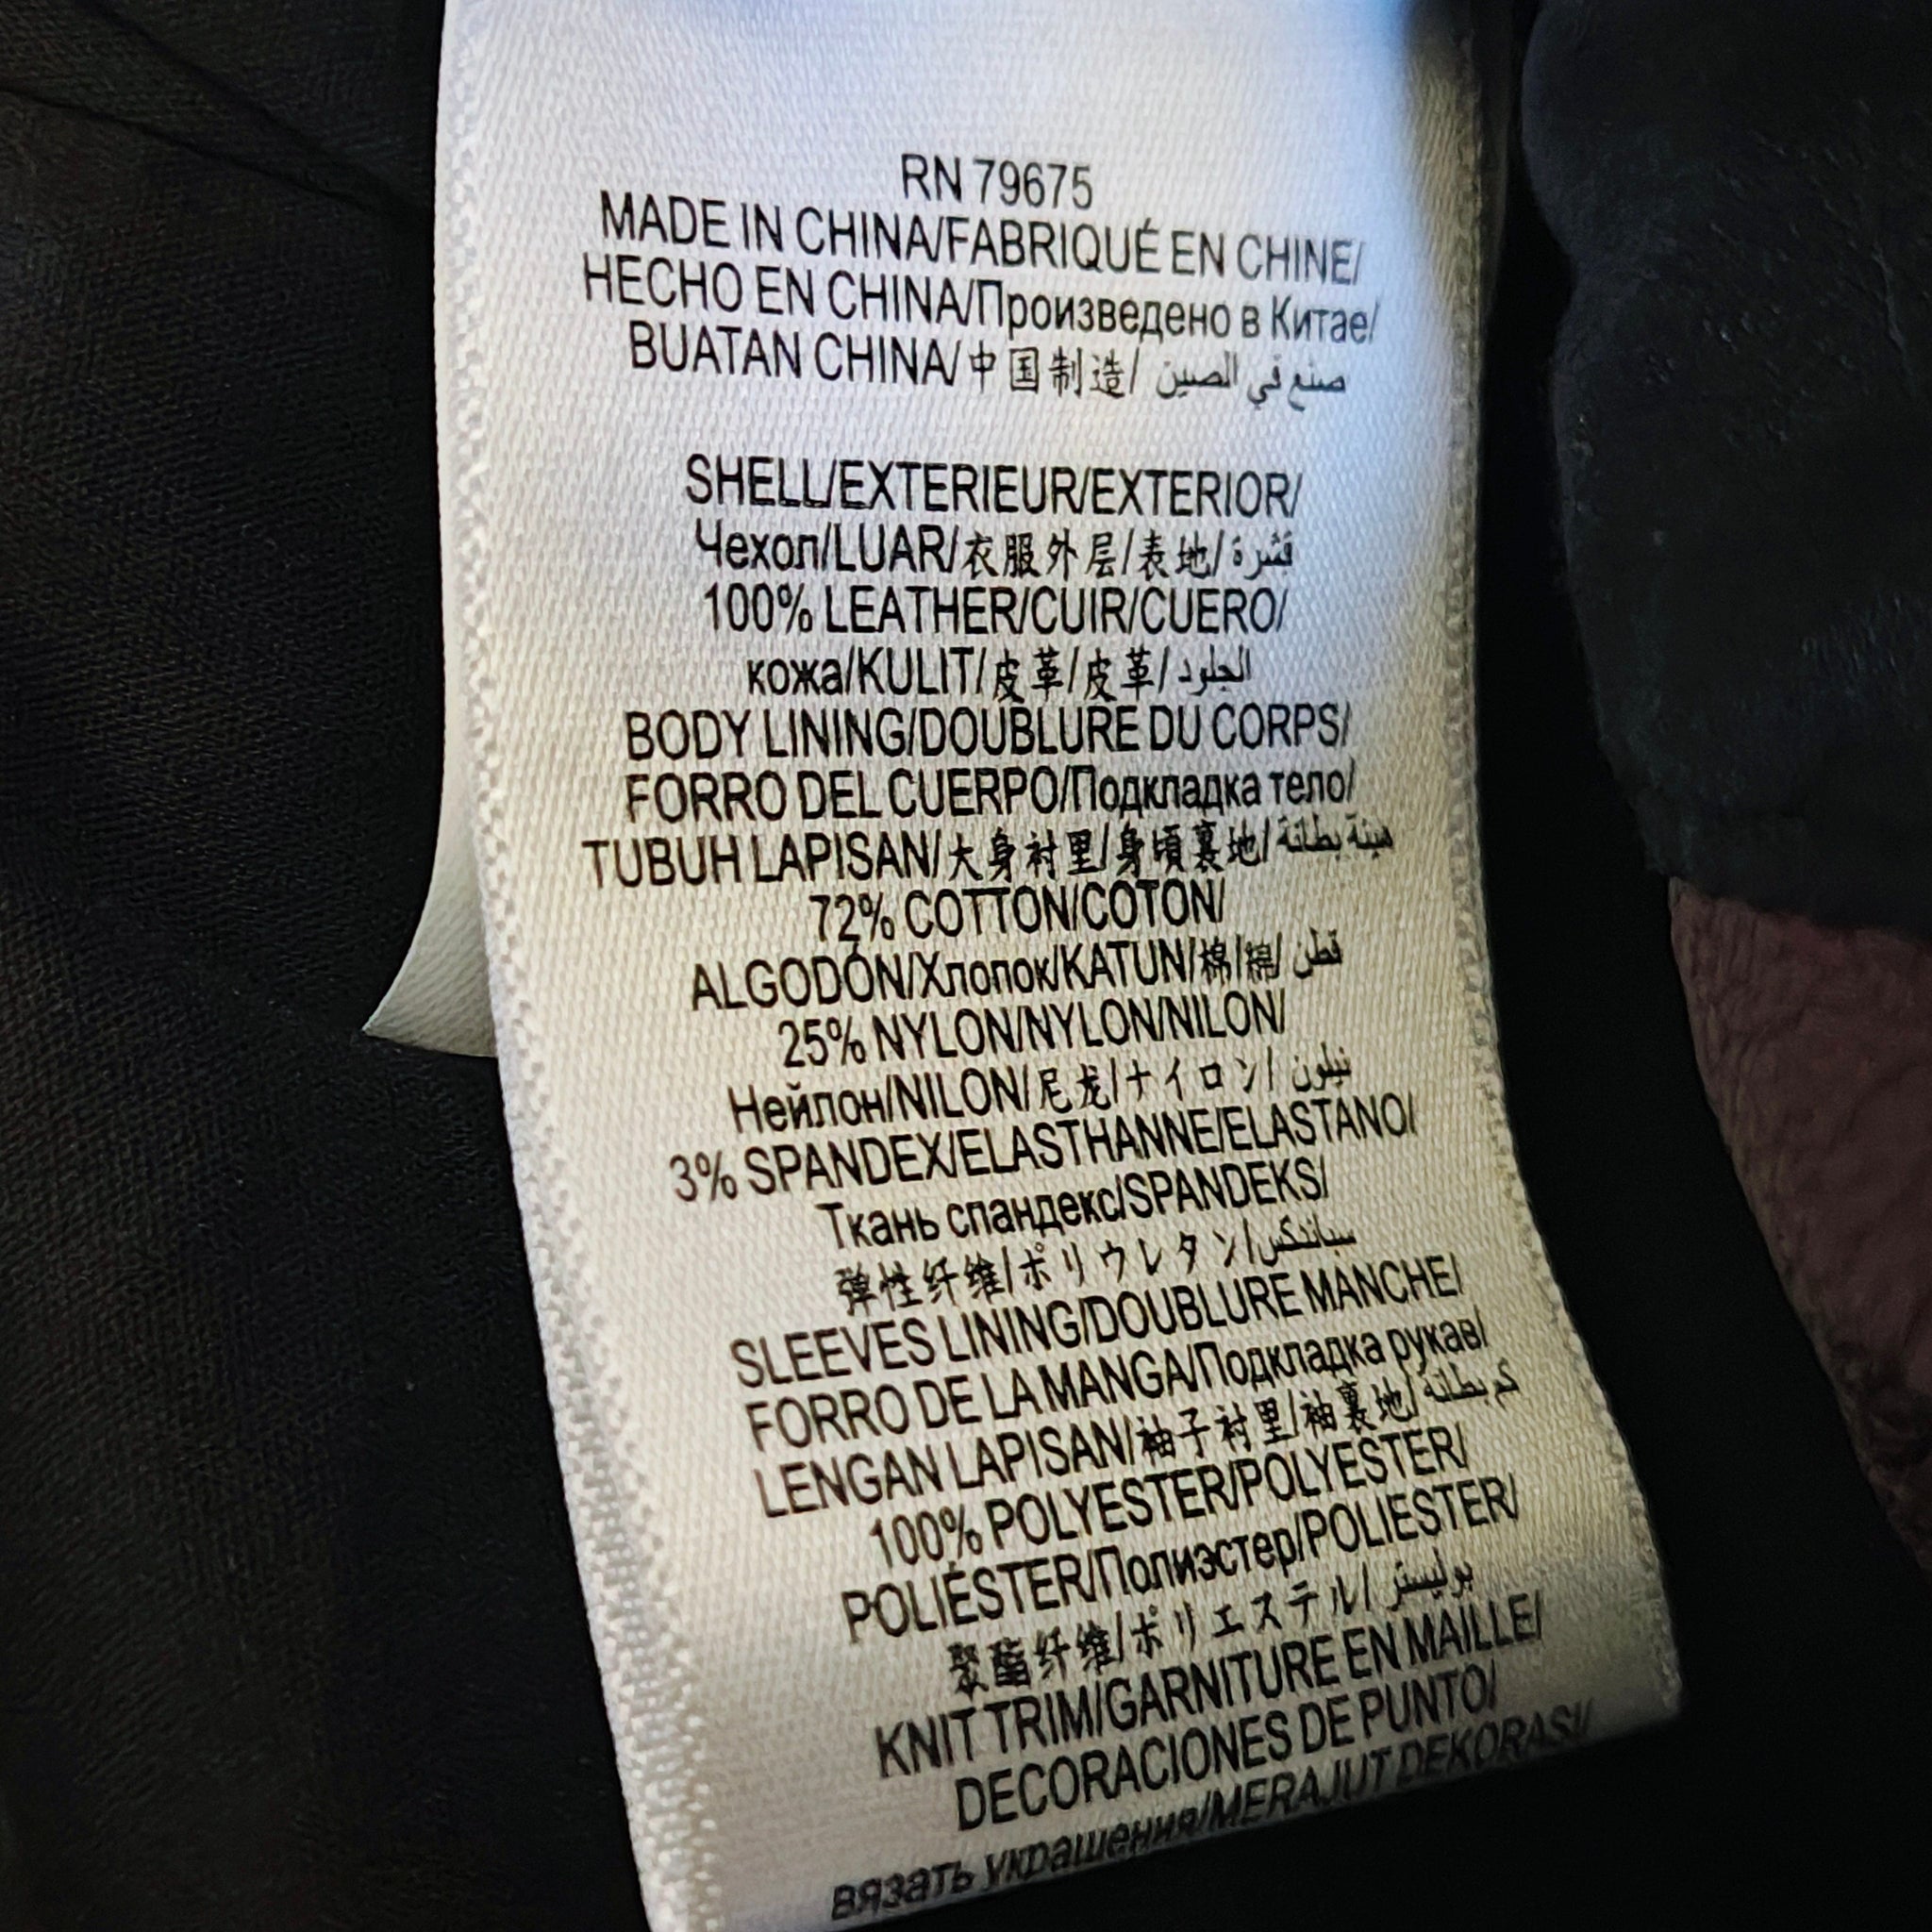 RN 79675
MADE IN CHINA/FABRIQUÉ EN CHINE/
HECHO EN CHINA/Произведено в Китае/
BUATAN CHINA/中国制造/ صنع في الصين
SHELL/EXTERIEUR/EXTERIOR/
Чехол/LUAR/衣服外层/表地/قشرة
100% LEATHER/CUIR/CUERO/
кожа/KULIT/皮革/皮革/الجلود
BODY LINING/DOUBLURE DU CORPS/
FORRO DEL CUERPO/Подкладка тело/
TUBUH LAPISAN/大身衬里/身頃裏地/هيئة بطانة
72% COTTON/COTON/
ALGODÓN/Хлопок/KATUN/棉/綿/ قطن
25% NYLON/NYLON/NILON/
Нейлон/NILON/尼龙/ナイロン/ نيلون
3% SPANDEX/ELASTHANNE/ELASTANO/
Ткань спандекс/SPANDEKS/
弹性纤维/ポリウレタン/سباندكس
SLEEVES LINING/DOUBLURE MANCHE/
FORRO DE LA MANGA/Подкладка рукав/
LENGAN LAPISAN/袖子衬里/袖裏地/كم بطانة
100% POLYESTER/POLYESTER/
POLIÉSTER/Полиэстер/POLIESTER/
聚酯纤维/ポリエステル/ بوليستر
KNIT TRIM/GARNITURE EN MAILLE/
DECORACIONES DE PUNTO/
вязать украшения/MERAJUT DEKORASI/